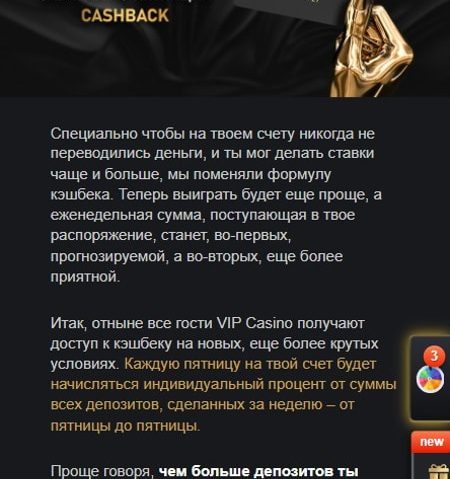 CASHBACK
Специально чтобы на твоем счету никогда не
переводились деньги, и ты мог делать ставки
чаще и больше, мы поменяли формулу
кэшбека. Теперь выиграть будет еще проще, а
еженедельная сумма, поступающая в твое
распоряжение, станет, во-первых,
прогнозируемой, а во-вторых, еще более
приятной.
Итак, отныне все гости VIP Casino получают
доступ к кэшбеку на новых, еще более крутых
условиях. Каждую пятницу на твой счет будет
начисляться индивидуальный процент от суммы
всех депозитов, сделанных за неделю – от
пятницы до пятницы.
3
new
Проще говоря, чем больше депозитов ты